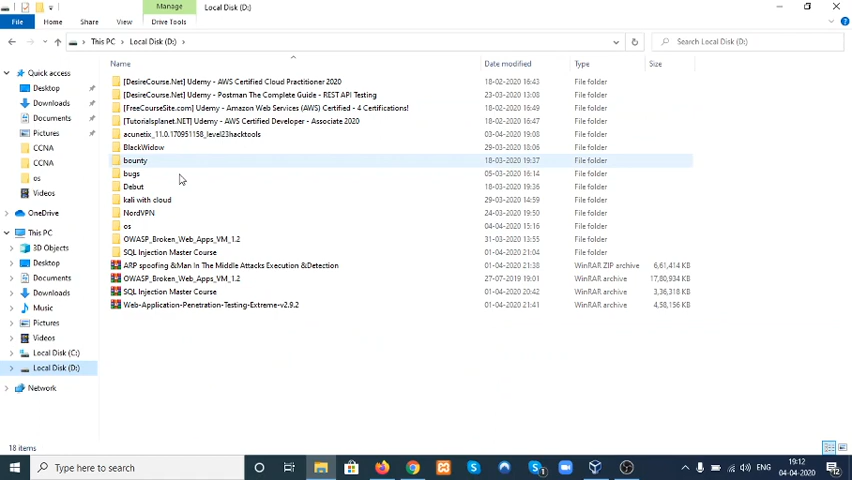 Manage
Local Disk (D:)
File
Home
Share
View
Drive Tools
This PC
Local Disk (D:)
Search Local Disk (D:)
Name
Date modified
Type
Size
Quick access
Desktop
Downloads
Documents
Pictures
CCNA
CCNA
os
Videos
OneDrive
This PC
3D Objects
Desktop
Documents
Downloads
Music
Pictures
Videos
Local Disk (C:)
Local Disk (D:)
Network
[DesireCourse.Net] Udemy - AWS Certified Cloud Practitioner 2020 18-02-2020 16:43 File folder
[DesireCourse.Net] Udemy - Postman The Complete Guide - REST API Testing 23-03-2020 13:08 File folder
[FreeCourseSite.com] Udemy - Amazon Web Services (AWS) Certified - 4 Certifications! 18-02-2020 16:49 File folder
[Tutorialsplanet.NET] Udemy - AWS Certified Developer - Associate 2020 18-02-2020 16:47 File folder
acunetix_11.0.170951158_level23hacktools 03-04-2020 19:08 File folder
BlackWidow 29-03-2020 18:06 File folder
bounty 18-03-2020 19:37 File folder
bugs 05-03-2020 16:14 File folder
Debut 18-03-2020 19:36 File folder
kali with cloud 29-03-2020 14:59 File folder
NordVPN 24-03-2020 19:50 File folder
os 04-04-2020 15:16 File folder
OWASP_Broken_Web_Apps_VM_1.2 31-03-2020 13:55 File folder
SQL Injection Master Course 01-04-2020 21:04 File folder
ARP spoofing &Man In The Middle Attacks Execution &Detection 01-04-2020 21:38 WinRAR ZIP archive 6,61,414 KB
OWASP_Broken_Web_Apps_VM_1.2 27-07-2019 19:01 WinRAR archive 17,80,934 KB
SQL Injection Master Course 01-04-2020 20:42 WinRAR archive 3,36,318 KB
Web-Application-Penetration-Testing-Extreme-v2.9.2 01-04-2020 21:41 WinRAR archive 4,58,156 KB
18 items
Type here to search
ENG
19:12
04-04-2020